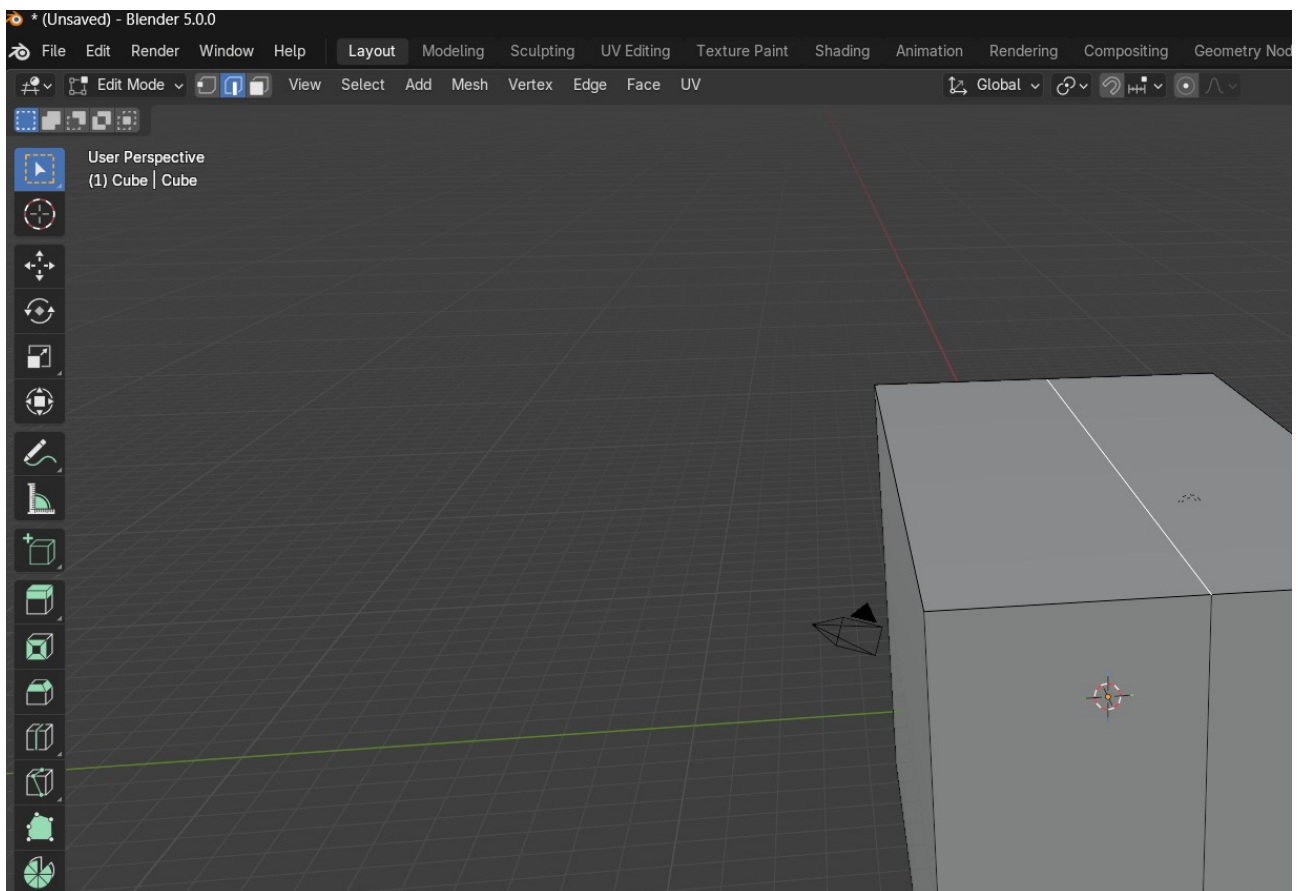 * (Unsaved) - Blender 5.0.0
File Edit Render Window Help Layout Modeling Sculpting UV Editing Texture Paint Shading Animation Rendering Compositing Geometry Nod
Edit Mode View Select Add Mesh Vertex Edge Face UV Global
User Perspective
(1) Cube | Cube